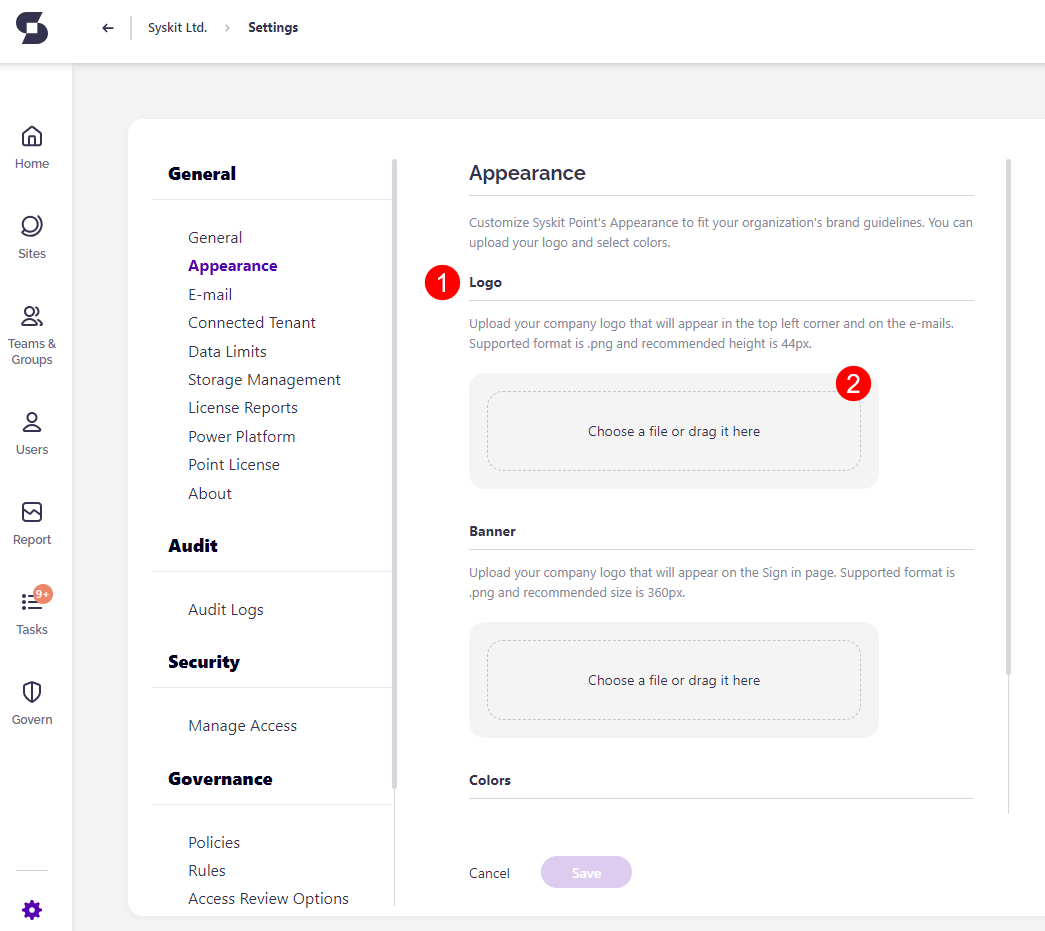 Syskit Ltd. > Settings
Home
Sites
Teams &
Groups
Users
Report
9+
Tasks
Govern
General
General
Appearance
E-mail
Connected Tenant
Data Limits
Storage Management
License Reports
Power Platform
Point License
About
Audit
Audit Logs
Security
Manage Access
Governance
Policies
Rules
Access Review Options
Appearance
Customize Syskit Point's Appearance to fit your organization's brand guidelines. You can
upload your logo and select colors.
1 Logo
Upload your company logo that will appear in the top left corner and on the e-mails.
Supported format is .png and recommended height is 44px.
2
Choose a file or drag it here
Banner
Upload your company logo that will appear on the Sign in page. Supported format is
.png and recommended size is 360px.
Choose a file or drag it here
Colors
Cancel Save